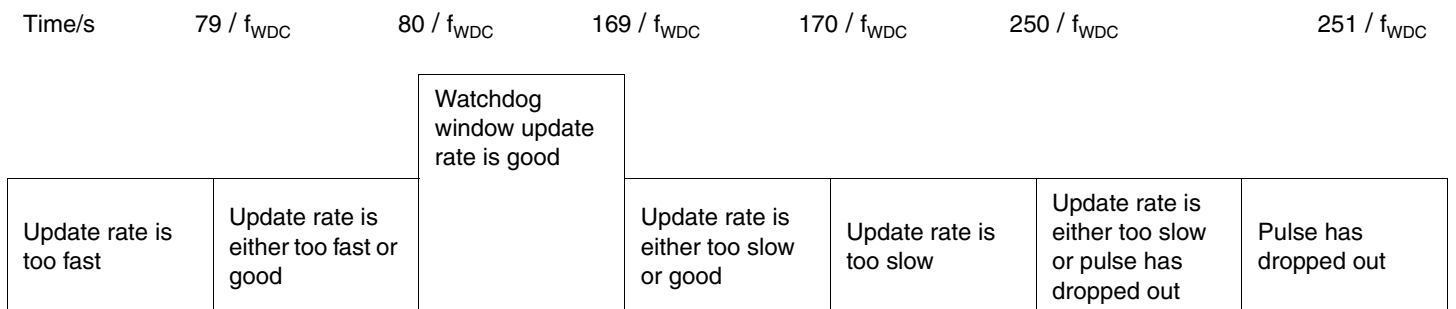 Time/s 79 / fWDC 80 / fWDC 169 / fWDC 170 / fWDC 250 / fWDC 251 / fWDC
Watchdog
window update
rate is good
Update rate is
too fast
Update rate is
either too fast or
good
Update rate is
either too slow
or good
Update rate is
too slow
Update rate is
either too slow
or pulse has
dropped out
Pulse has
dropped out